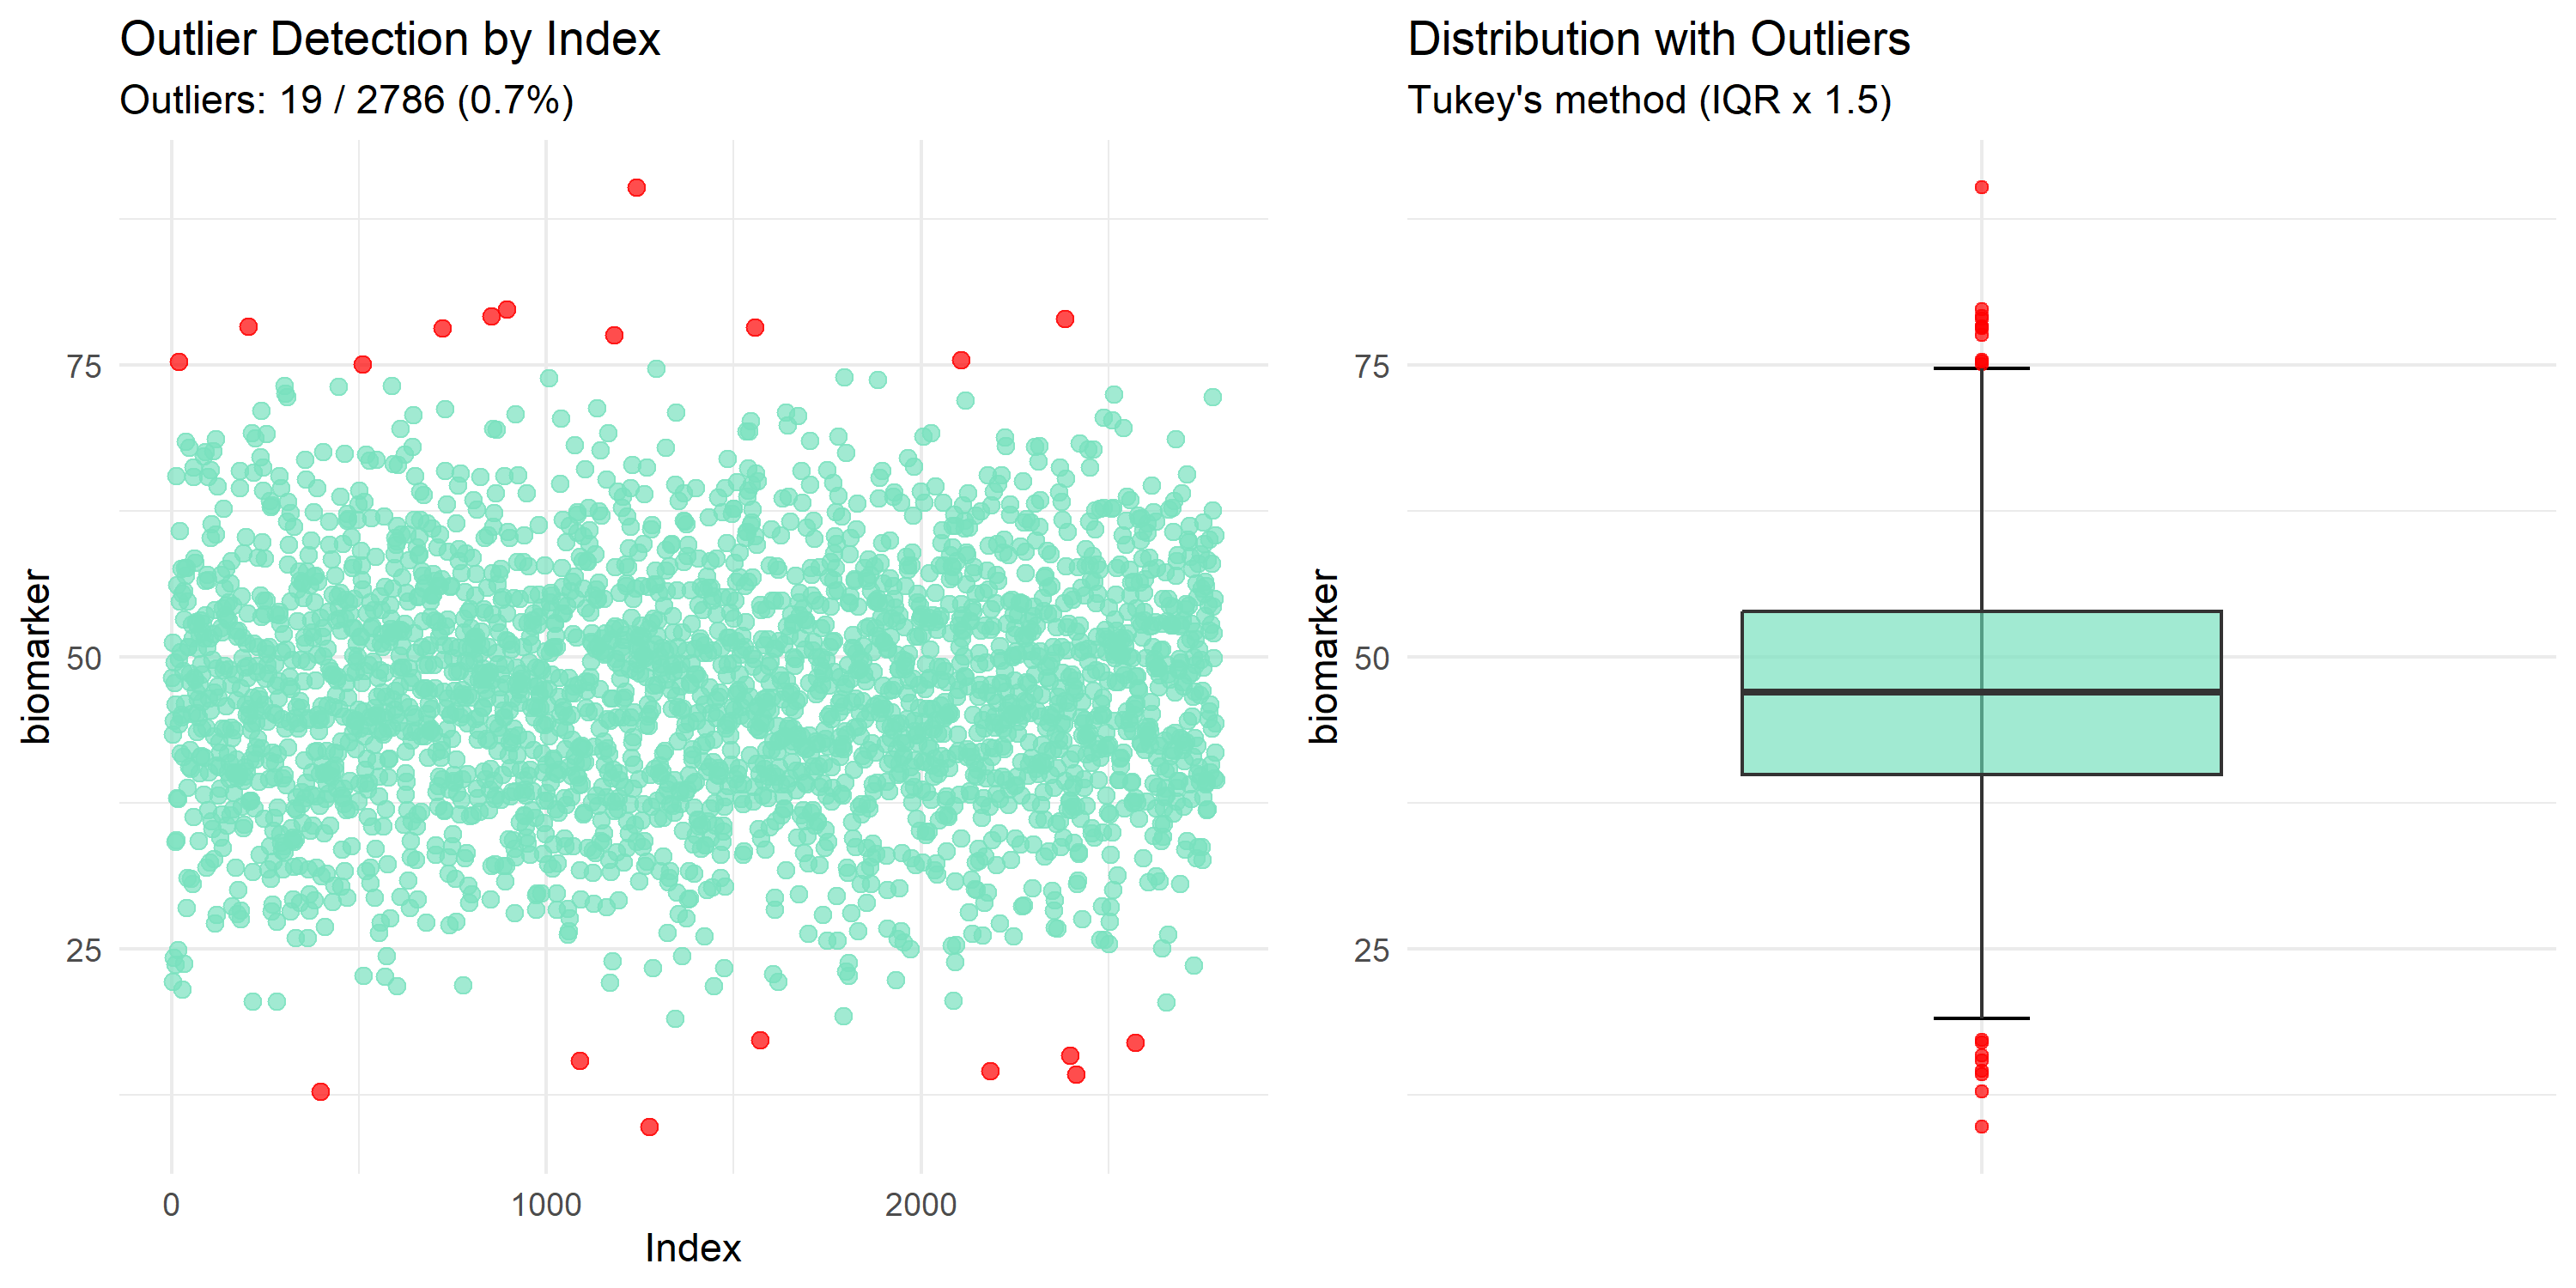 Outlier Detection by Index
Outliers: 19 / 2786 (0.7%)
biomarker
75
50
25
0
1000
2000
Index
Distribution with Outliers
Tukey's method (IQR x 1.5)
biomarker
75
50
25